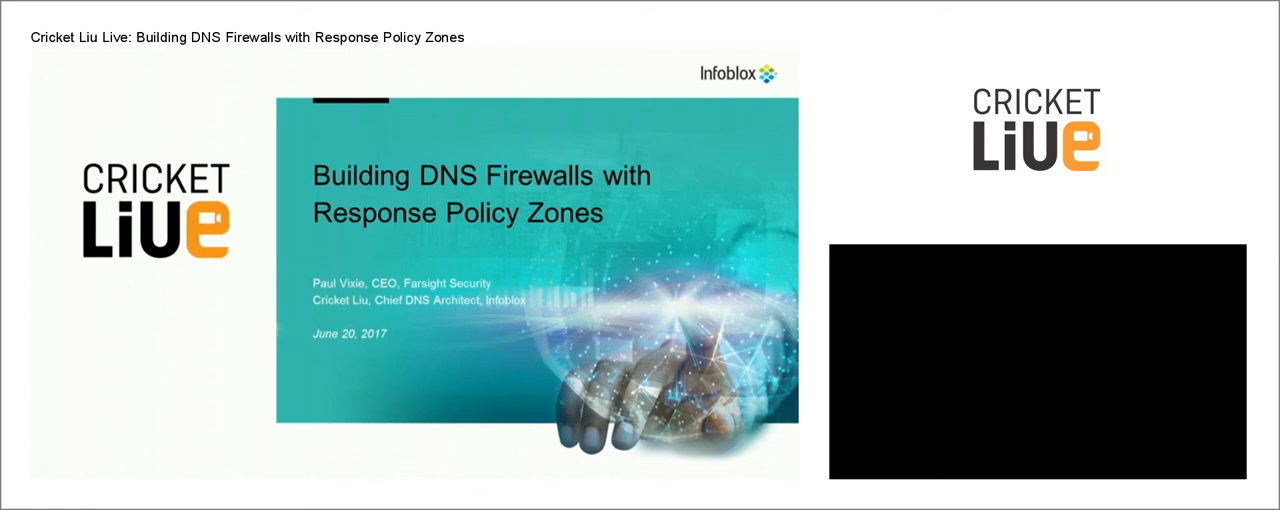 Cricket Liu Live: Building DNS Firewalls with Response Policy Zones
Infoblox
CRICKET
LiUe
Building DNS Firewalls with
Response Policy Zones
Paul Vixie, CEO, Farsight Security
Cricket Liu, Chief DNS Architect, Infoblox
June 20, 2017
CRICKET
LiUe